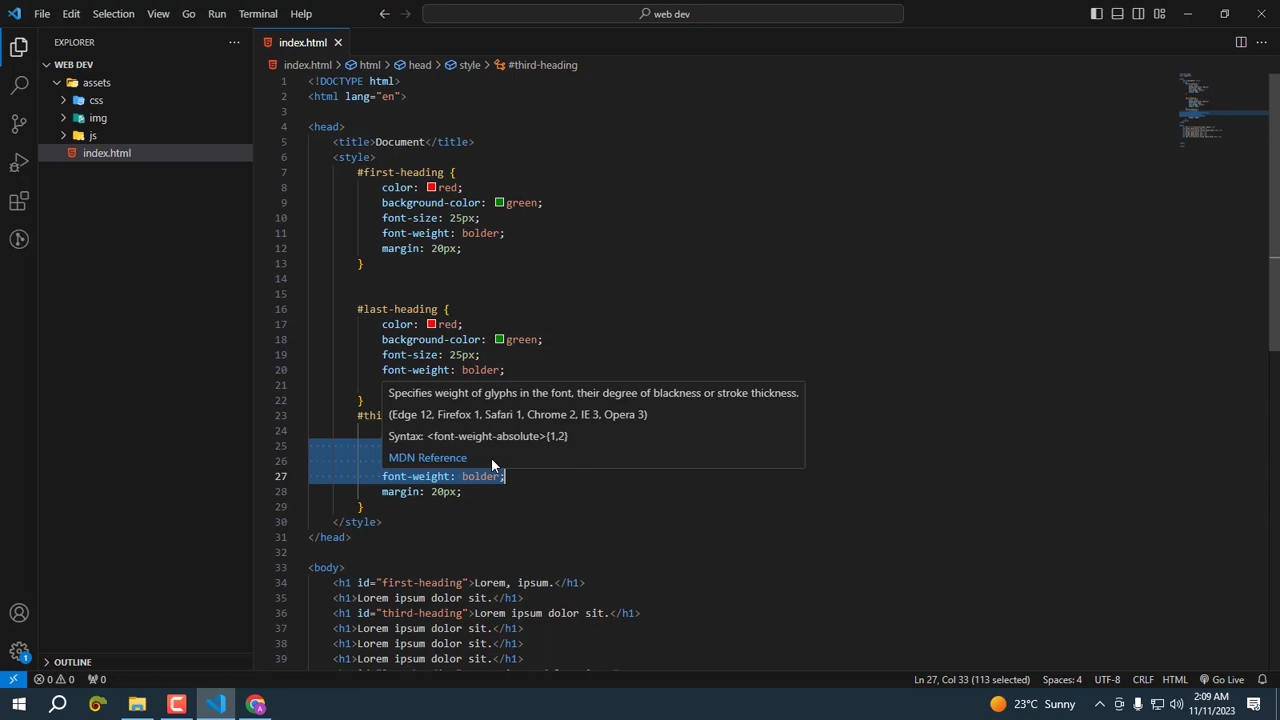 File Edit Selection View Go Run Terminal Help
web dev
EXPLORER
index.html
WEB DEV
assets
css
img
js
index.html
index.html > html > head > style > #third-heading
1 <!DOCTYPE html>
2 <html lang="en">
3
4 <head>
5 <title>Document</title>
6 <style>
7 #first-heading {
8 color: red;
9 background-color: green;
10 font-size: 25px;
11 font-weight: bolder;
12 margin: 20px;
13 }
14
15
16 #last-heading {
17 color: red;
18 background-color: green;
19 font-size: 25px;
20 font-weight: bolder;
21
22 }
23 #thi
24
25
26
Specifies weight of glyphs in the font, their degree of blackness or stroke thickness.
(Edge 12, Firefox 1, Safari 1, Chrome 2, IE 3, Opera 3)
Syntax: <font-weight-absolute>{1,2}
MDN Reference
27 font-weight: bolder;
28 margin: 20px;
29 }
30 </style>
31 </head>
32
33 <body>
34 <h1 id="first-heading">Lorem, ipsum.</h1>
35 <h1>Lorem ipsum dolor sit.</h1>
36 <h1 id="third-heading">Lorem ipsum dolor sit.</h1>
37 <h1>Lorem ipsum dolor sit.</h1>
38 <h1>Lorem ipsum dolor sit.</h1>
39 <h1>Lorem ipsum dolor sit.</h1>
OUTLINE
0 0 0 Ln 27, Col 33 (113 selected) Spaces: 4 UTF-8 CRLF HTML Go Live
1
23°C Sunny
2:09 AM
11/11/2023